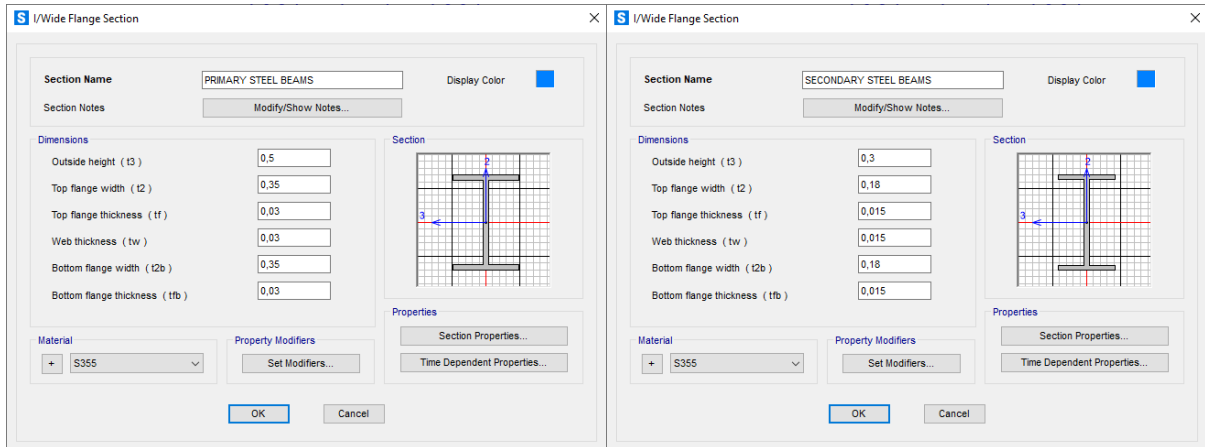 S I/Wide Flange Section
Section Name PRIMARY STEEL BEAMS Display Color
Section Notes Modify/Show Notes...
Dimensions
Outside height ( t3 ) 0,5
Top flange width ( t2 ) 0,35
Top flange thickness ( tf ) 0,03
Web thickness ( tw ) 0,03
Bottom flange width ( t2b ) 0,35
Bottom flange thickness ( tfb ) 0,03
Section
2
3
Properties
Section Properties...
Time Dependent Properties...
Material
+ S355
Property Modifiers
Set Modifiers...
OK Cancel
S I/Wide Flange Section
Section Name SECONDARY STEEL BEAMS Display Color
Section Notes Modify/Show Notes...
Dimensions
Outside height ( t3 ) 0,3
Top flange width ( t2 ) 0,18
Top flange thickness ( tf ) 0,015
Web thickness ( tw ) 0,015
Bottom flange width ( t2b ) 0,18
Bottom flange thickness ( tfb ) 0,015
Section
2
3
Properties
Section Properties...
Time Dependent Properties...
Material
+ S355
Property Modifiers
Set Modifiers...
OK Cancel